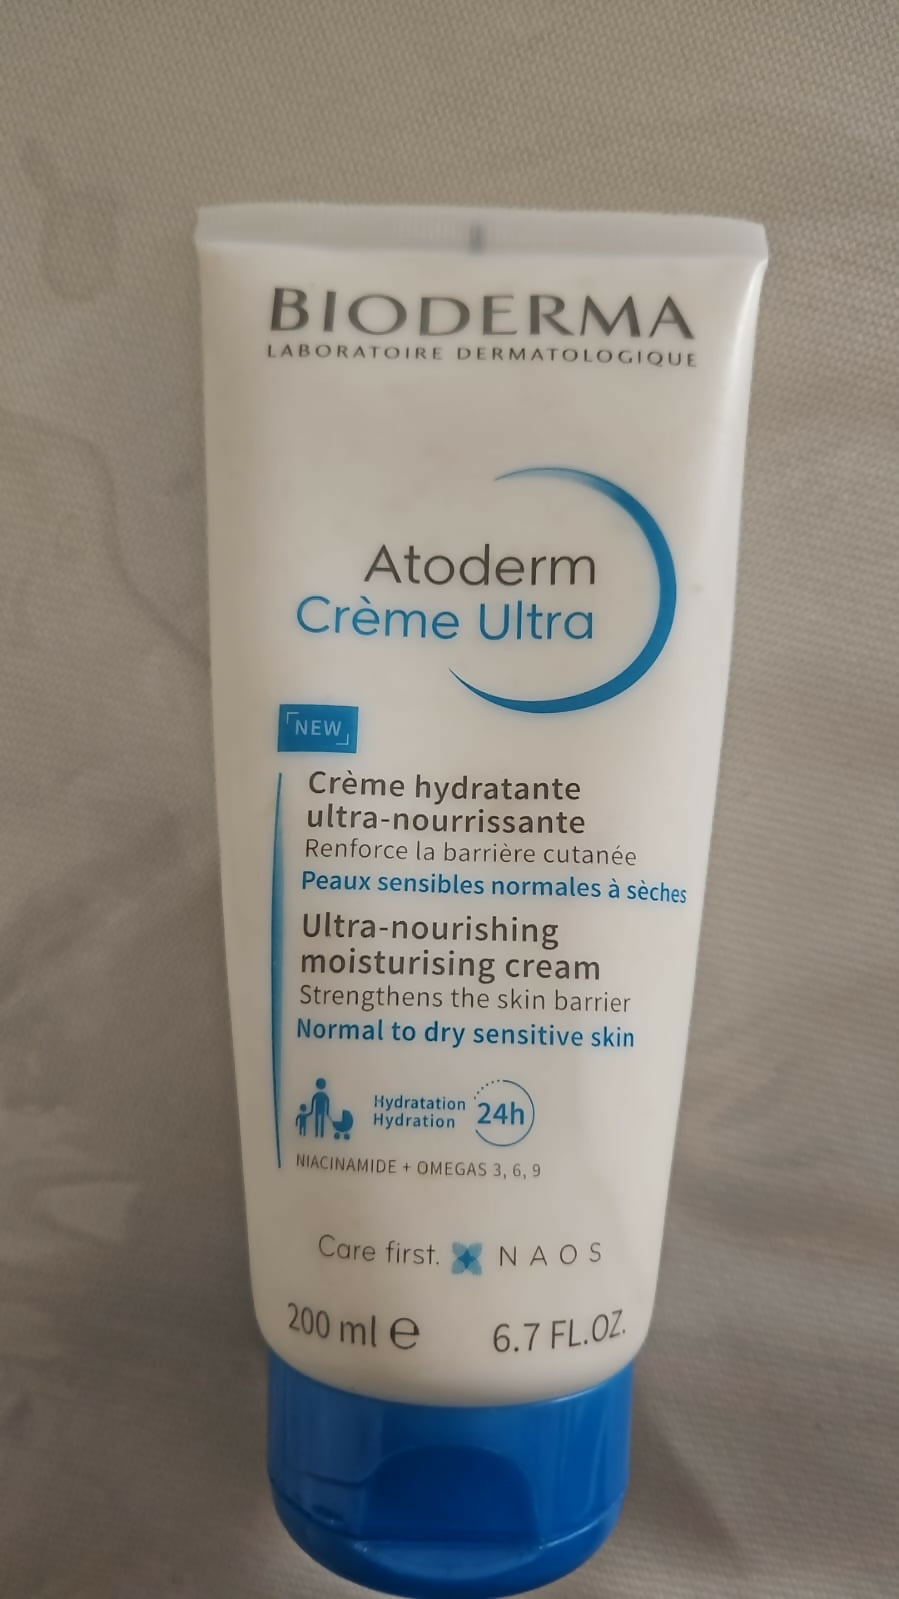 BIODERMA
LABORATOIRE DERMATOLOGIQUE
Atoderm
Crème Ultra
NEW
Crème hydratante
ultra-nourrissante
Renforce la barrière cutanée
Peaux sensibles normales à sèches
Ultra-nourishing
moisturising cream
Strengthens the skin barrier
Normal to dry sensitive skin
Hydratation
Hydration
24h
NIACINAMIDE + OMEGAS 3, 6, 9
Care first. NAOS
200 ml ℮ 6.7 FL.OZ.